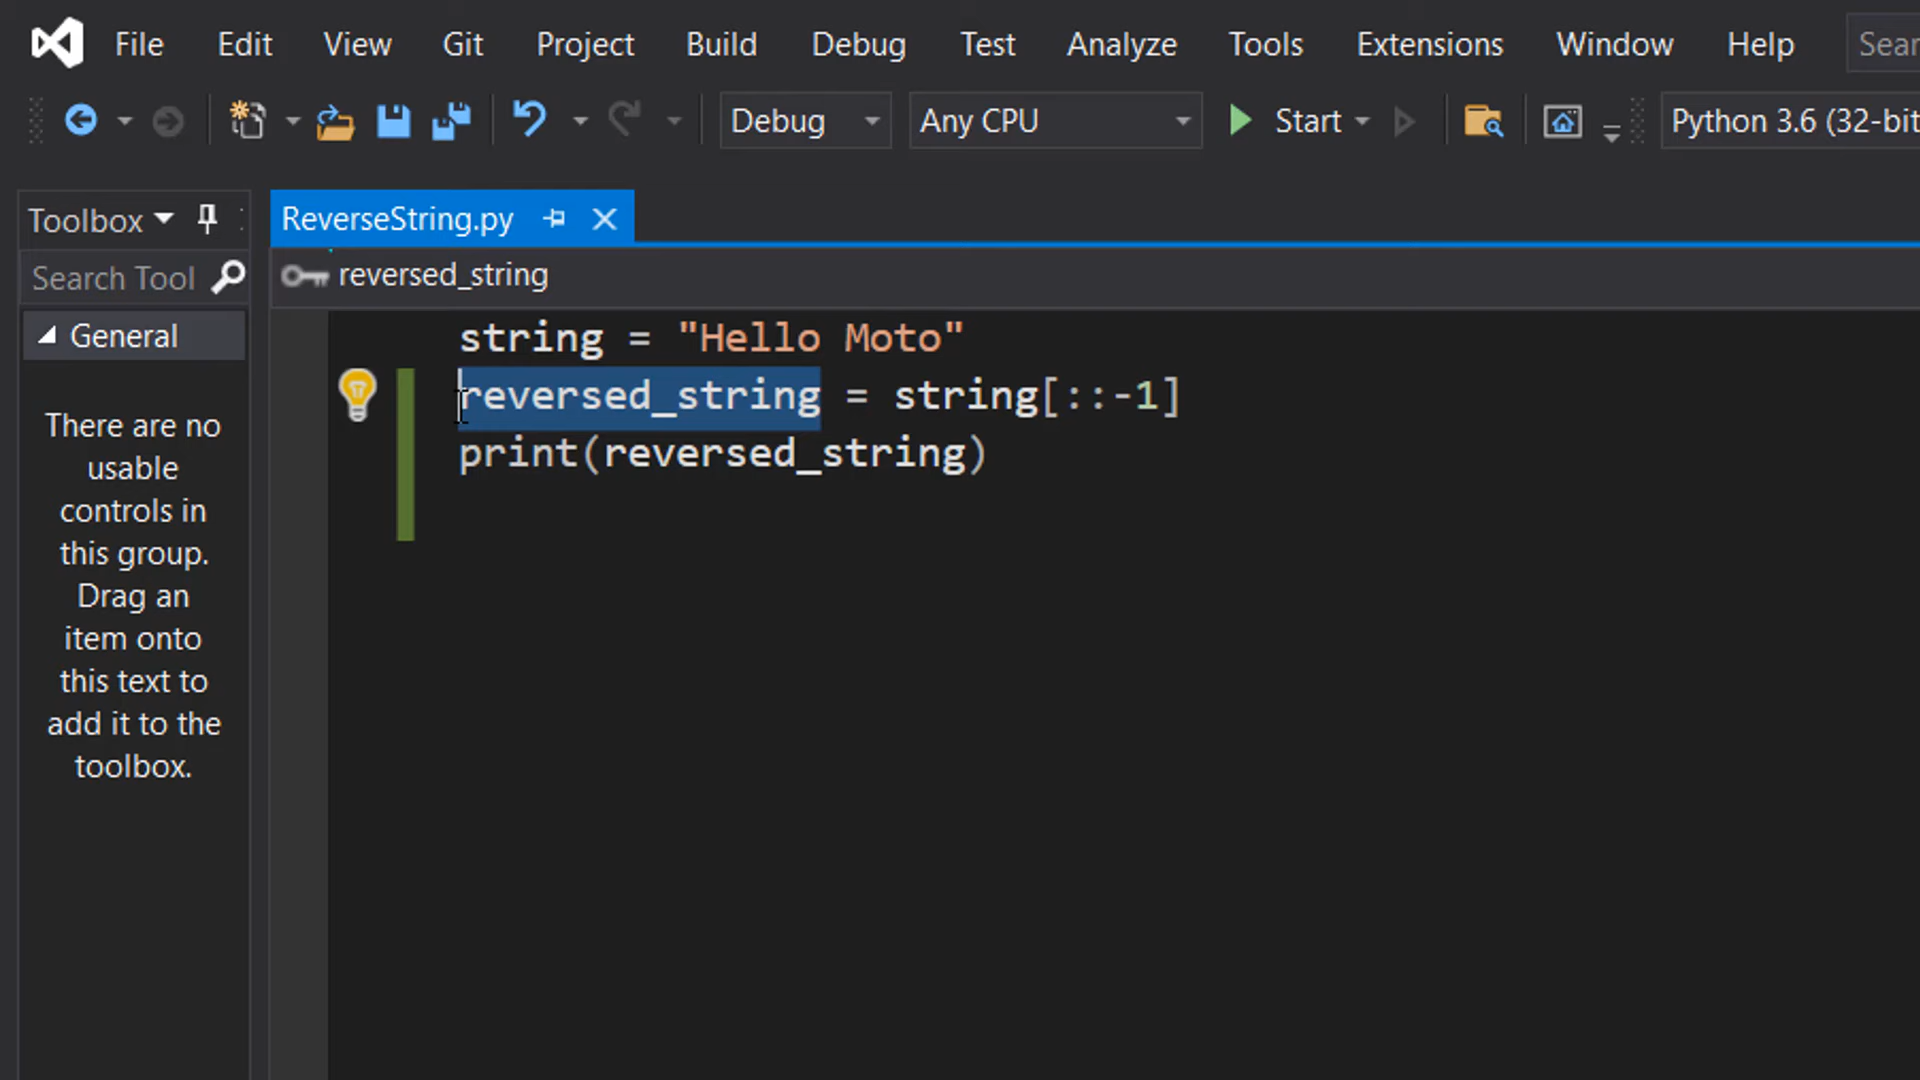 File Edit View Git Project Build Debug Test Analyze Tools Extensions Window Help
Debug Any CPU Start Python 3.6 (32-bit
Toolbox
ReverseString.py
Search Tool
reversed_string
General
string = "Hello Moto"
reversed_string = string[::-1]
print(reversed_string)
There are no
usable
controls in
this group.
Drag an
item onto
this text to
add it to the
toolbox.